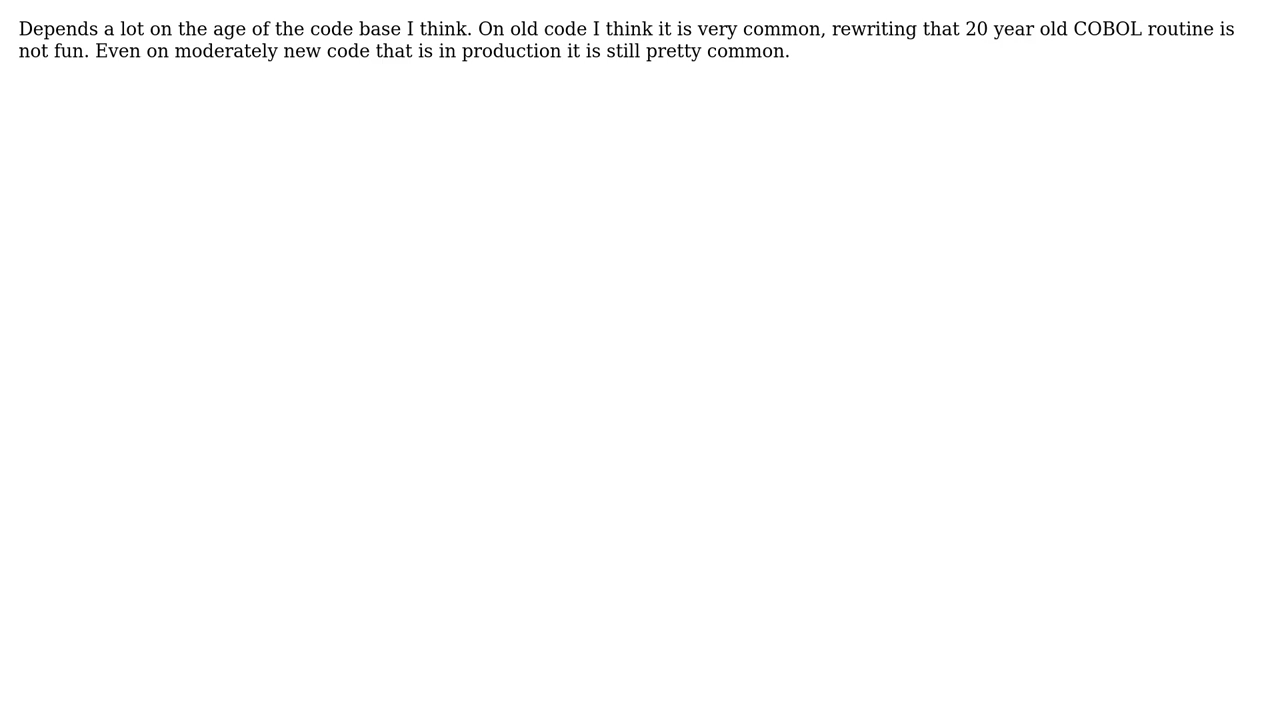 Depends a lot on the age of the code base I think. On old code I think it is very common, rewriting that 20 year old COBOL routine is
not fun. Even on moderately new code that is in production it is still pretty common.